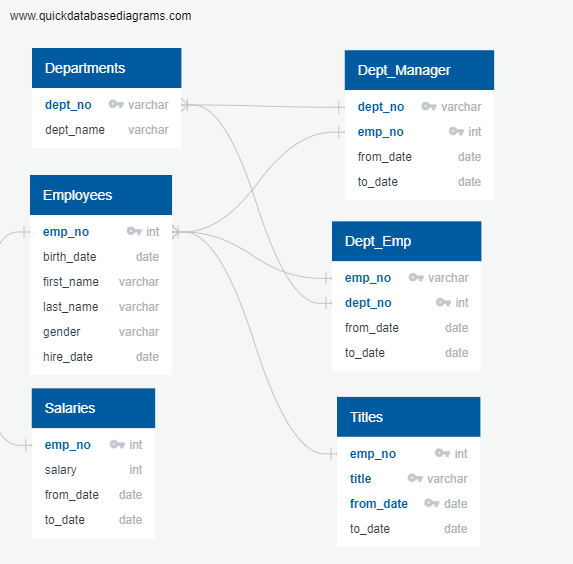 www.quickdatabasediagrams.com
Departments
dept_no varchar
dept_name varchar
Employees
emp_no int
birth_date date
first_name varchar
last_name varchar
gender varchar
hire_date date
Salaries
emp_no int
salary int
from_date date
to_date date
Dept_Manager
dept_no varchar
emp_no int
from_date date
to_date date
Dept_Emp
emp_no varchar
dept_no int
from_date date
to_date date
Titles
emp_no int
title varchar
from_date date
to_date date